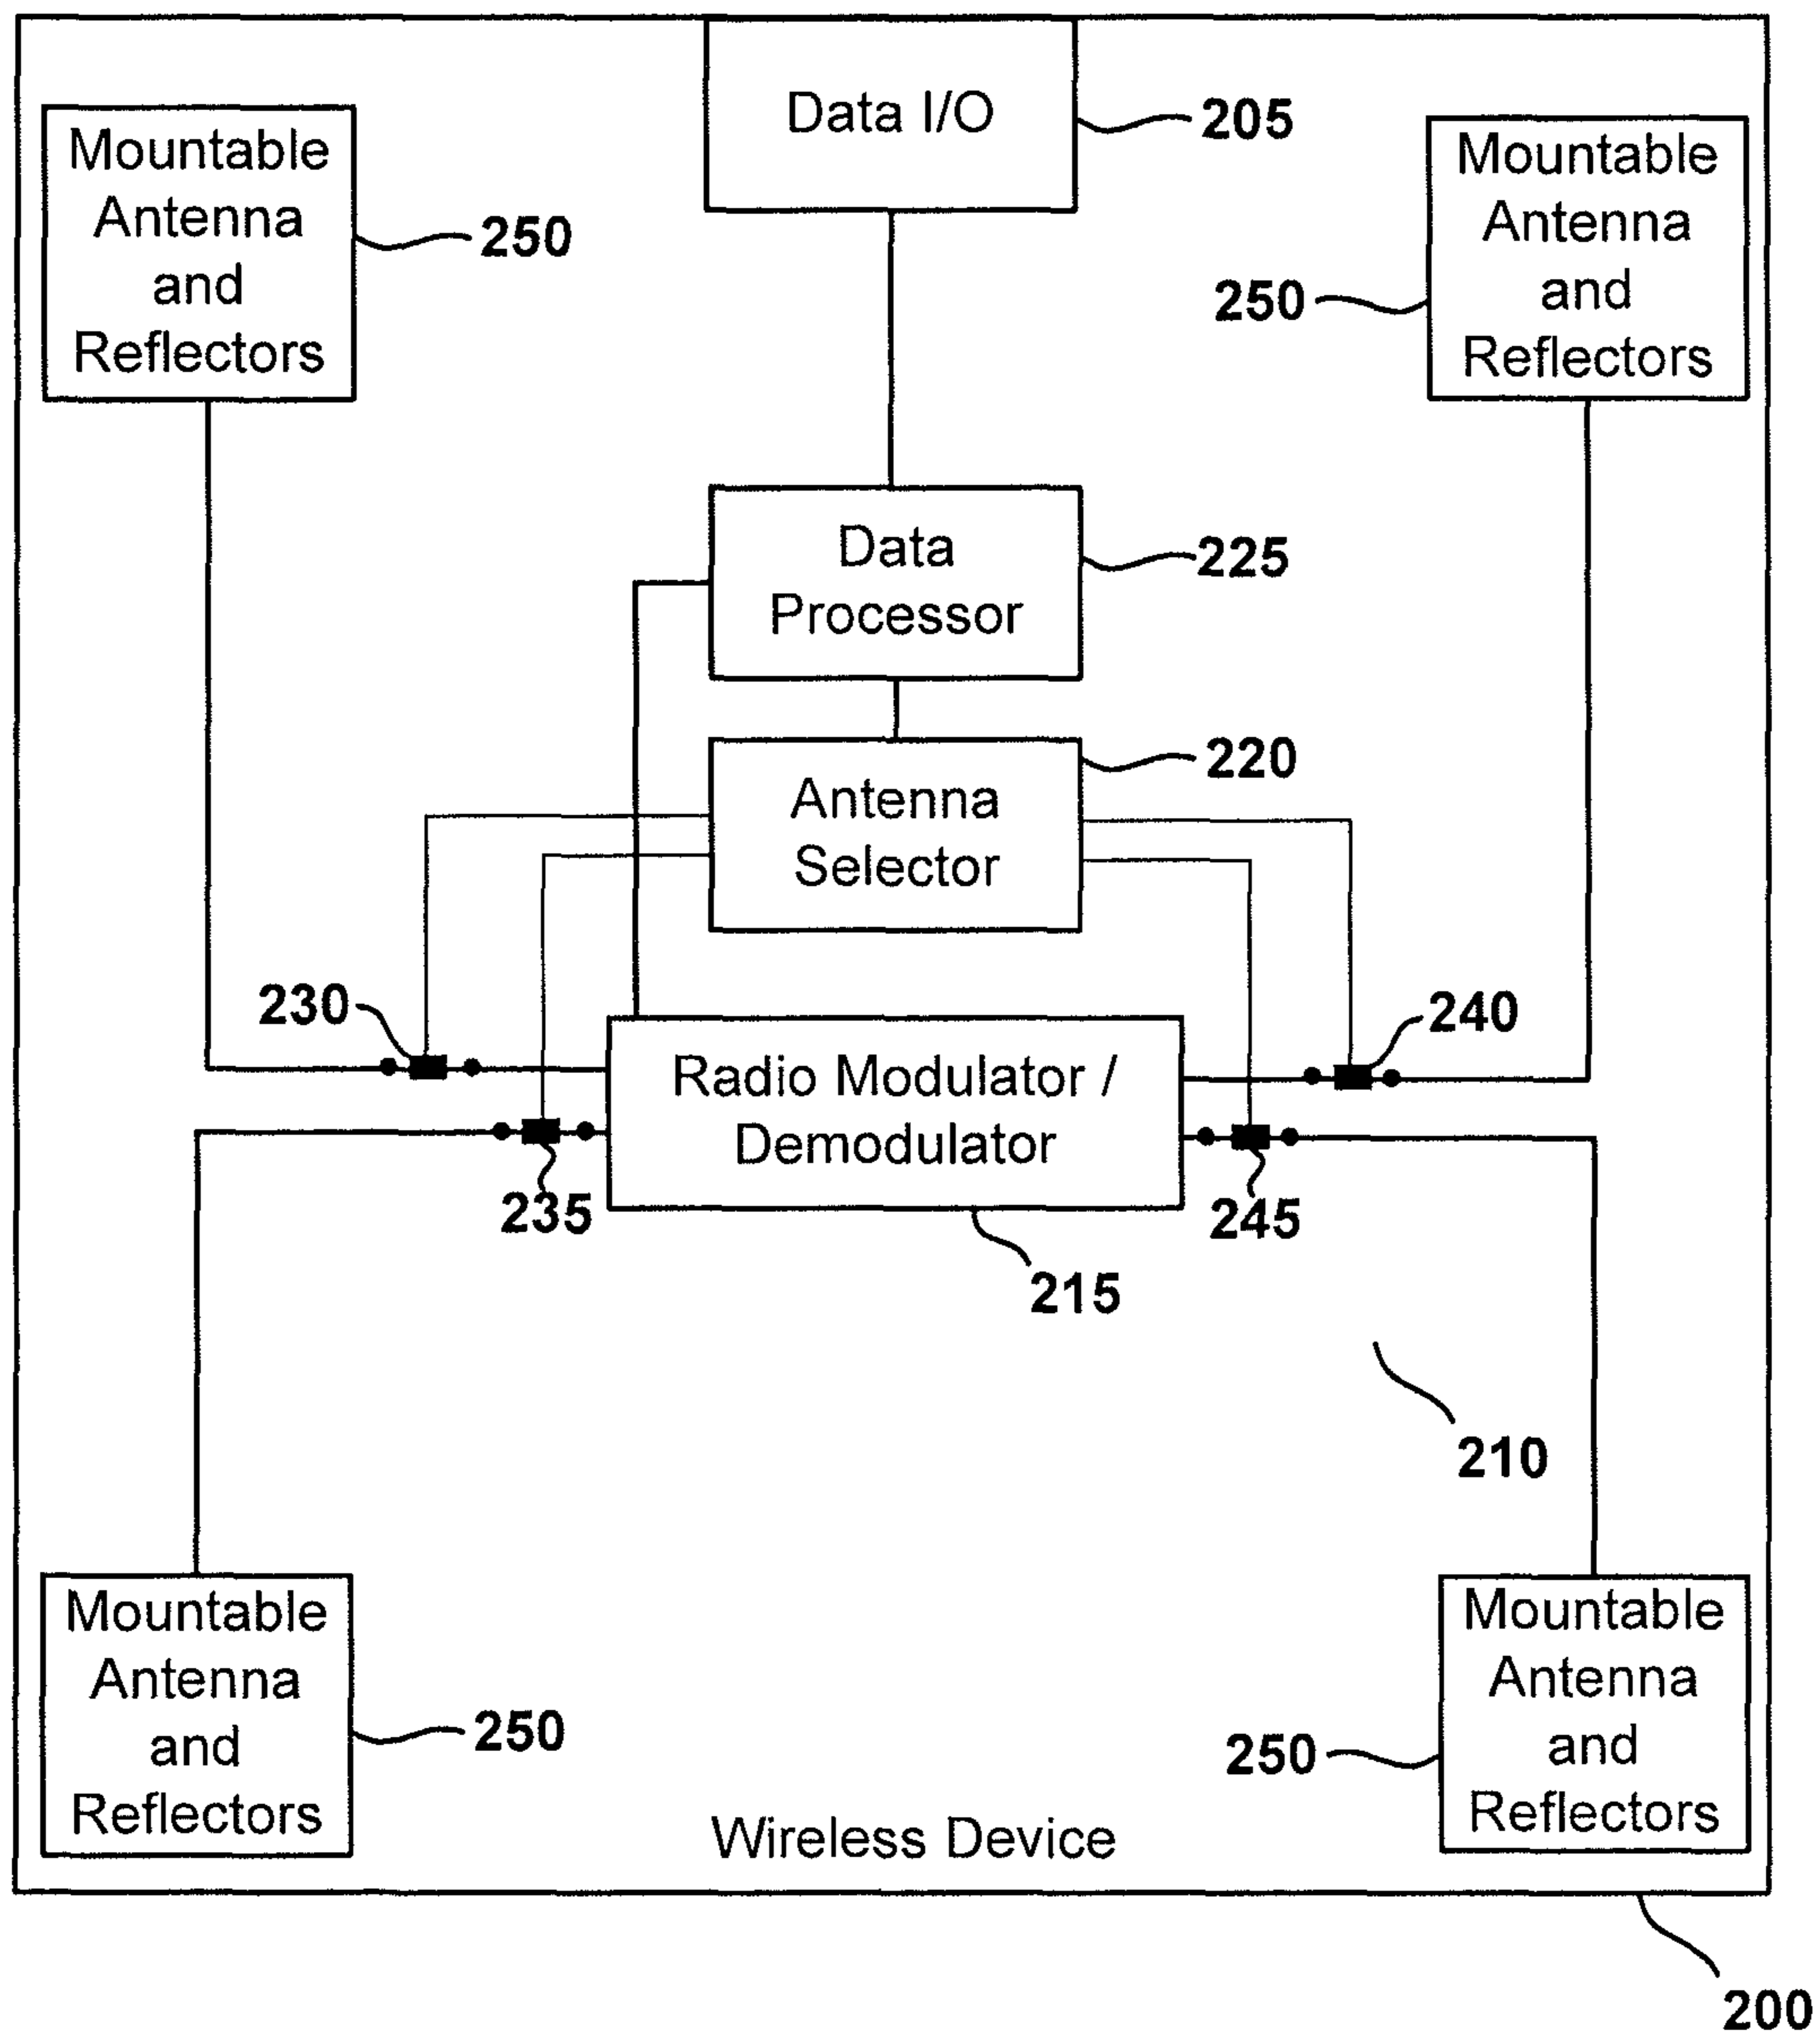 Data I/O
205
Mountable
Antenna
and
Reflectors
250
Mountable
Antenna
and
Reflectors
250
Data
Processor
225
Antenna
Selector
220
230
240
Radio Modulator /
Demodulator
235
245
215
210
Mountable
Antenna
and
Reflectors
250
Mountable
Antenna
and
Reflectors
250
Wireless Device
200